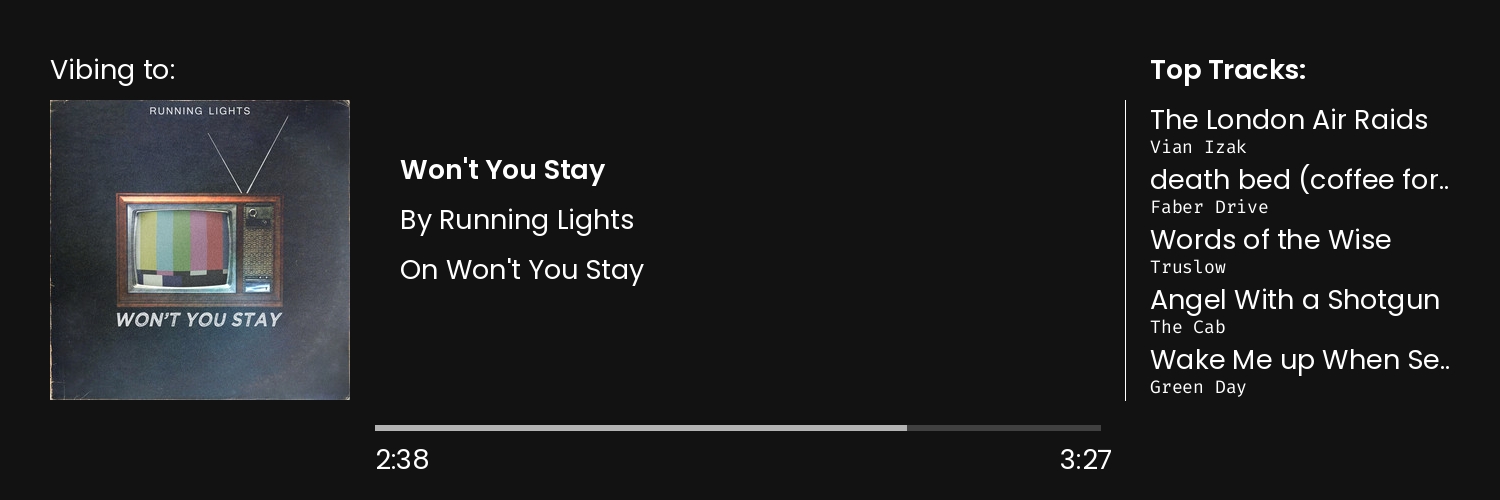 Vibing to:
RUNNING LIGHTS
WON'T YOU STAY
Won't You Stay
By Running Lights
On Won't You Stay
2:38
3:27
Top Tracks:
The London Air Raids
Vian Izak
death bed (coffee for..
Faber Drive
Words of the Wise
Truslow
Angel With a Shotgun
The Cab
Wake Me up When Se..
Green Day